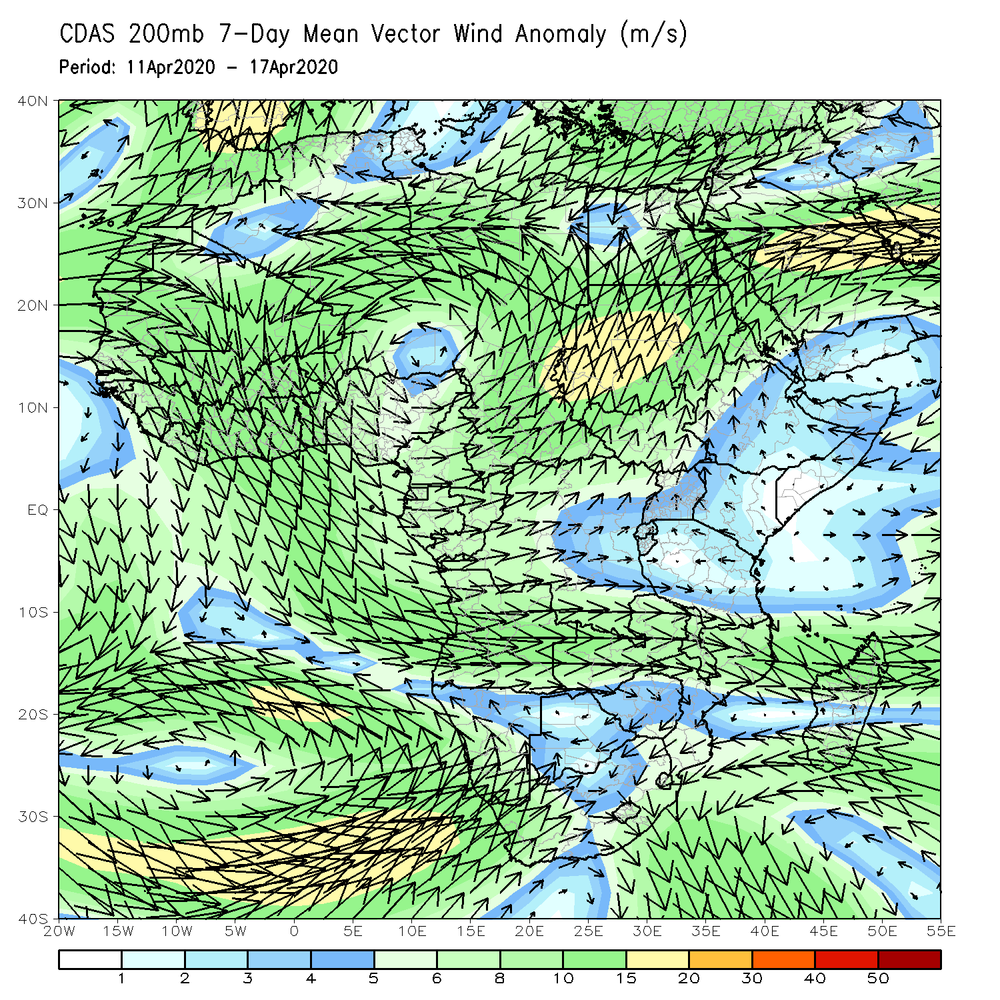 CDAS 200mb 7-Day Mean Vector Wind Anomaly (m/s)
Period: 11Apr2020 - 17Apr2020
40N
30N
20N
10N
EQ
10S
20S
30S
40S
20W 15W 10W 5W 0 5E 10E 15E 20E 25E 30E 35E 40E 45E 50E 55E
1 2 3 4 5 6 8 10 15 20 30 40 50